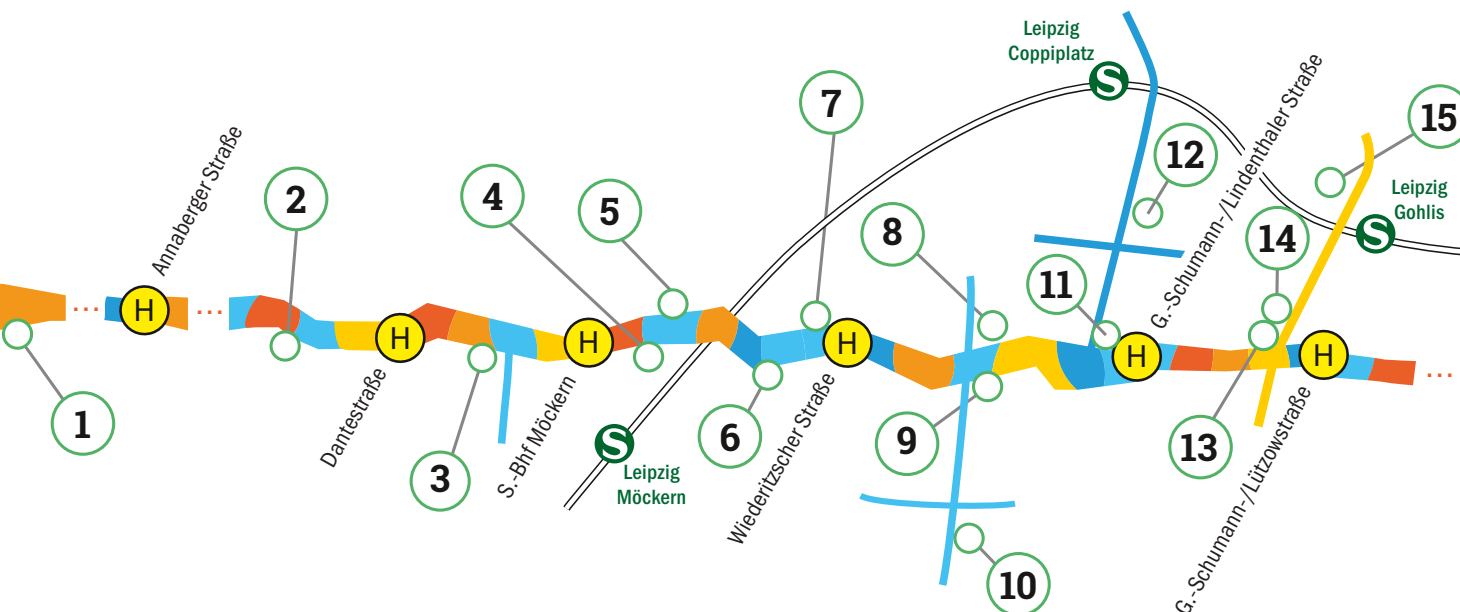 Leipzig
Coppiplatz
S
7
15
12
G.-Schumann-/Lindenthaler Straße
Annaberger Straße
2
4
5
8
14
Leipzig
Gohlis
S
11
...
H
...
H
H
H
H
H
...
1
Dantestraße
3
S.-Bhf Möckern
S
Leipzig
Möckern
6
Wiederitzscher Straße
9
13
G.-Schumann-/Lützowstraße
10